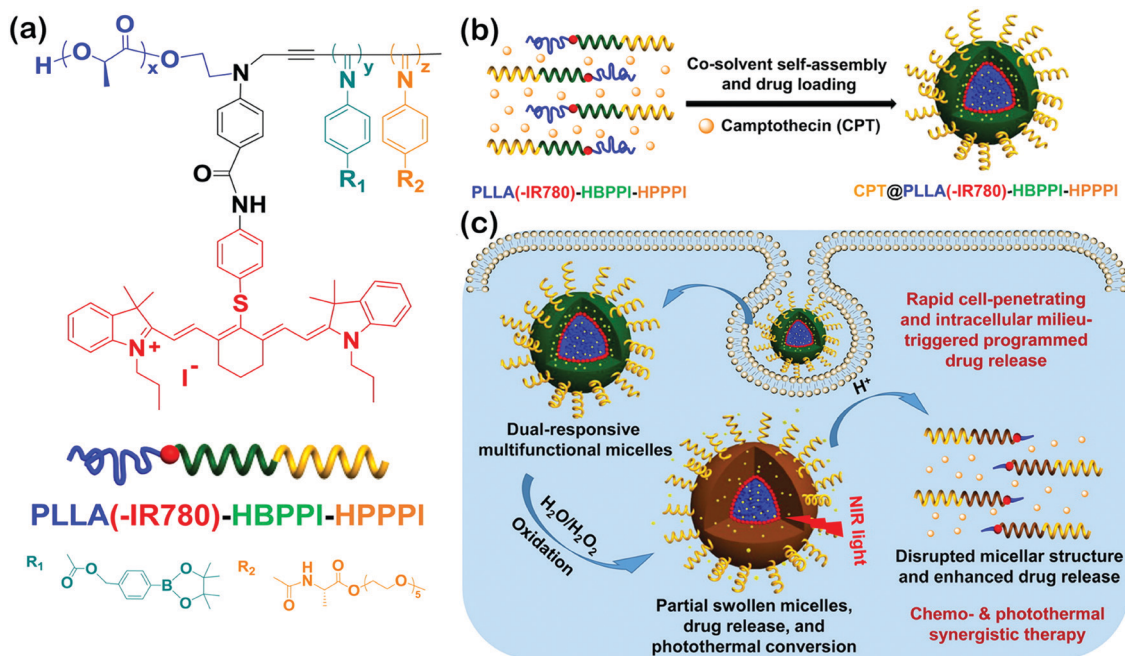 (a)
H
O
O
x
O
N
y
N
z
N
R1
R2
O
NH
S
N+
I-
N
PLLA(-IR780)-HBPPI-HPPPI
R1
O
O
B
O
O
R2
O
H
N
O
O
O
5
(b)
Co-solvent self-assembly
and drug loading
Camptothecin (CPT)
PLLA(-IR780)-HBPPI-HPPPI
CPT@PLLA(-IR780)-HBPPI-HPPPI
(c)
Rapid cell-penetrating
and intracellular milieu-
triggered programmed
drug release
H+
Dual-responsive
multifunctional micelles
H2O/H2O2
Oxidation
NIR
light
Partial swollen micelles,
drug release, and
photothermal conversion
Disrupted micellar structure
and enhanced drug release
Chemo- & photothermal
synergistic therapy